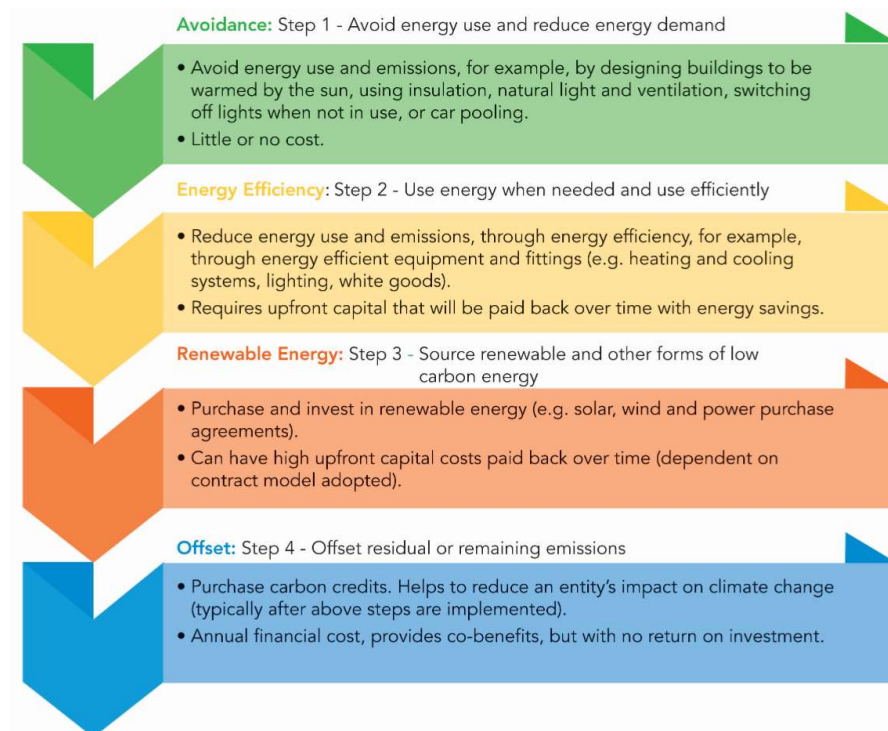 Avoidance: Step 1 - Avoid energy use and reduce energy demand
• Avoid energy use and emissions, for example, by designing buildings to be
warmed by the sun, using insulation, natural light and ventilation, switching
off lights when not in use, or car pooling.
• Little or no cost.
Energy Efficiency: Step 2 - Use energy when needed and use efficiently
• Reduce energy use and emissions, through energy efficiency, for example,
through energy efficient equipment and fittings (e.g. heating and cooling
systems, lighting, white goods).
• Requires upfront capital that will be paid back over time with energy savings.
Renewable Energy: Step 3 - Source renewable and other forms of low
carbon energy
• Purchase and invest in renewable energy (e.g. solar, wind and power purchase
agreements).
• Can have high upfront capital costs paid back over time (dependent on
contract model adopted).
Offset: Step 4 - Offset residual or remaining emissions
• Purchase carbon credits. Helps to reduce an entity’s impact on climate change
(typically after above steps are implemented).
• Annual financial cost, provides co-benefits, but with no return on investment.